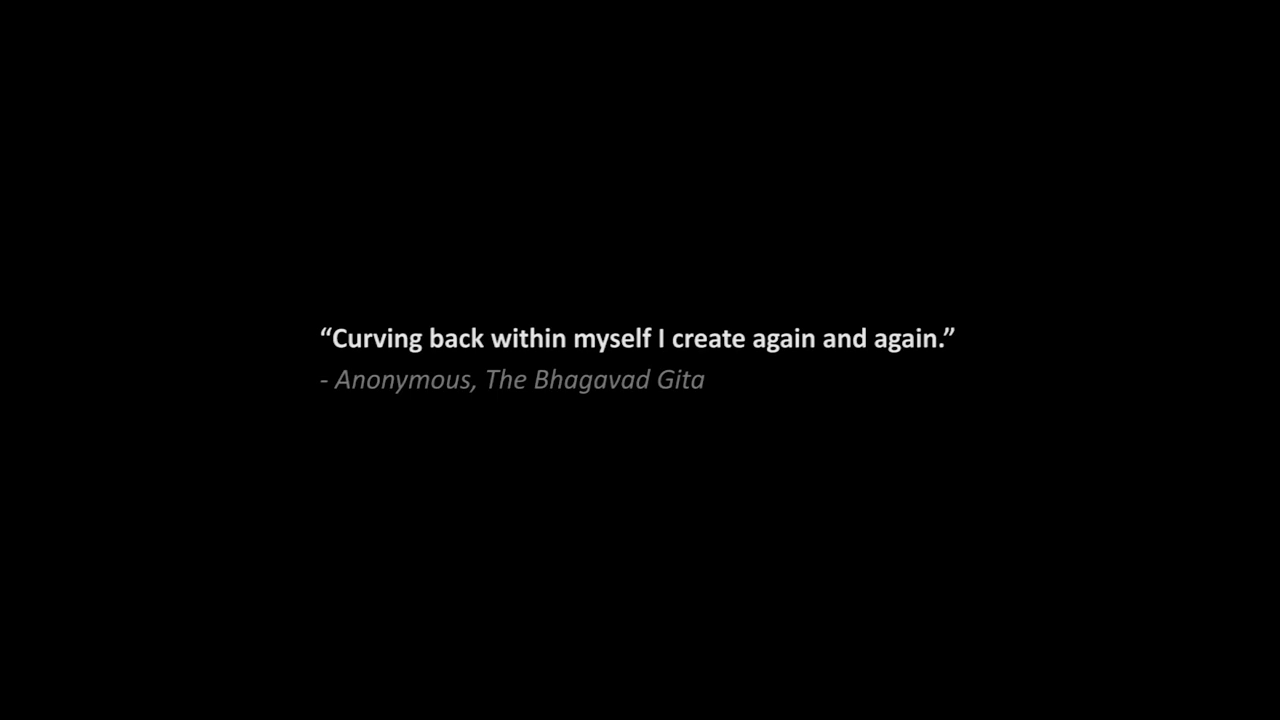 “Curving back within myself I create again and again.”
- Anonymous, The Bhagavad Gita